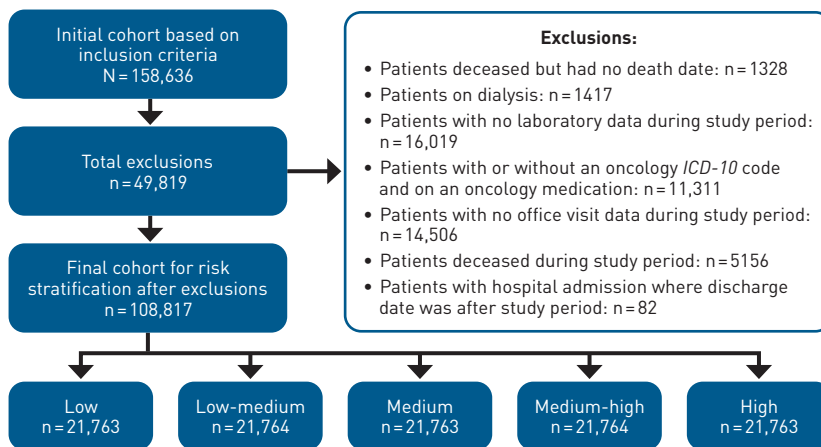 Initial cohort based on
inclusion criteria
N = 158,636
Total exclusions
n = 49,819
Final cohort for risk
stratification after exclusions
n = 108,817
Exclusions:
• Patients deceased but had no death date: n = 1328
• Patients on dialysis: n = 1417
• Patients with no laboratory data during study period:
n = 16,019
• Patients with or without an oncology ICD-10 code
and on an oncology medication: n = 11,311
• Patients with no office visit data during study period:
n = 14,506
• Patients deceased during study period: n = 5156
• Patients with hospital admission where discharge
date was after study period: n = 82
Low
n = 21,763
Low-medium
n = 21,764
Medium
n = 21,763
Medium-high
n = 21,764
High
n = 21,763